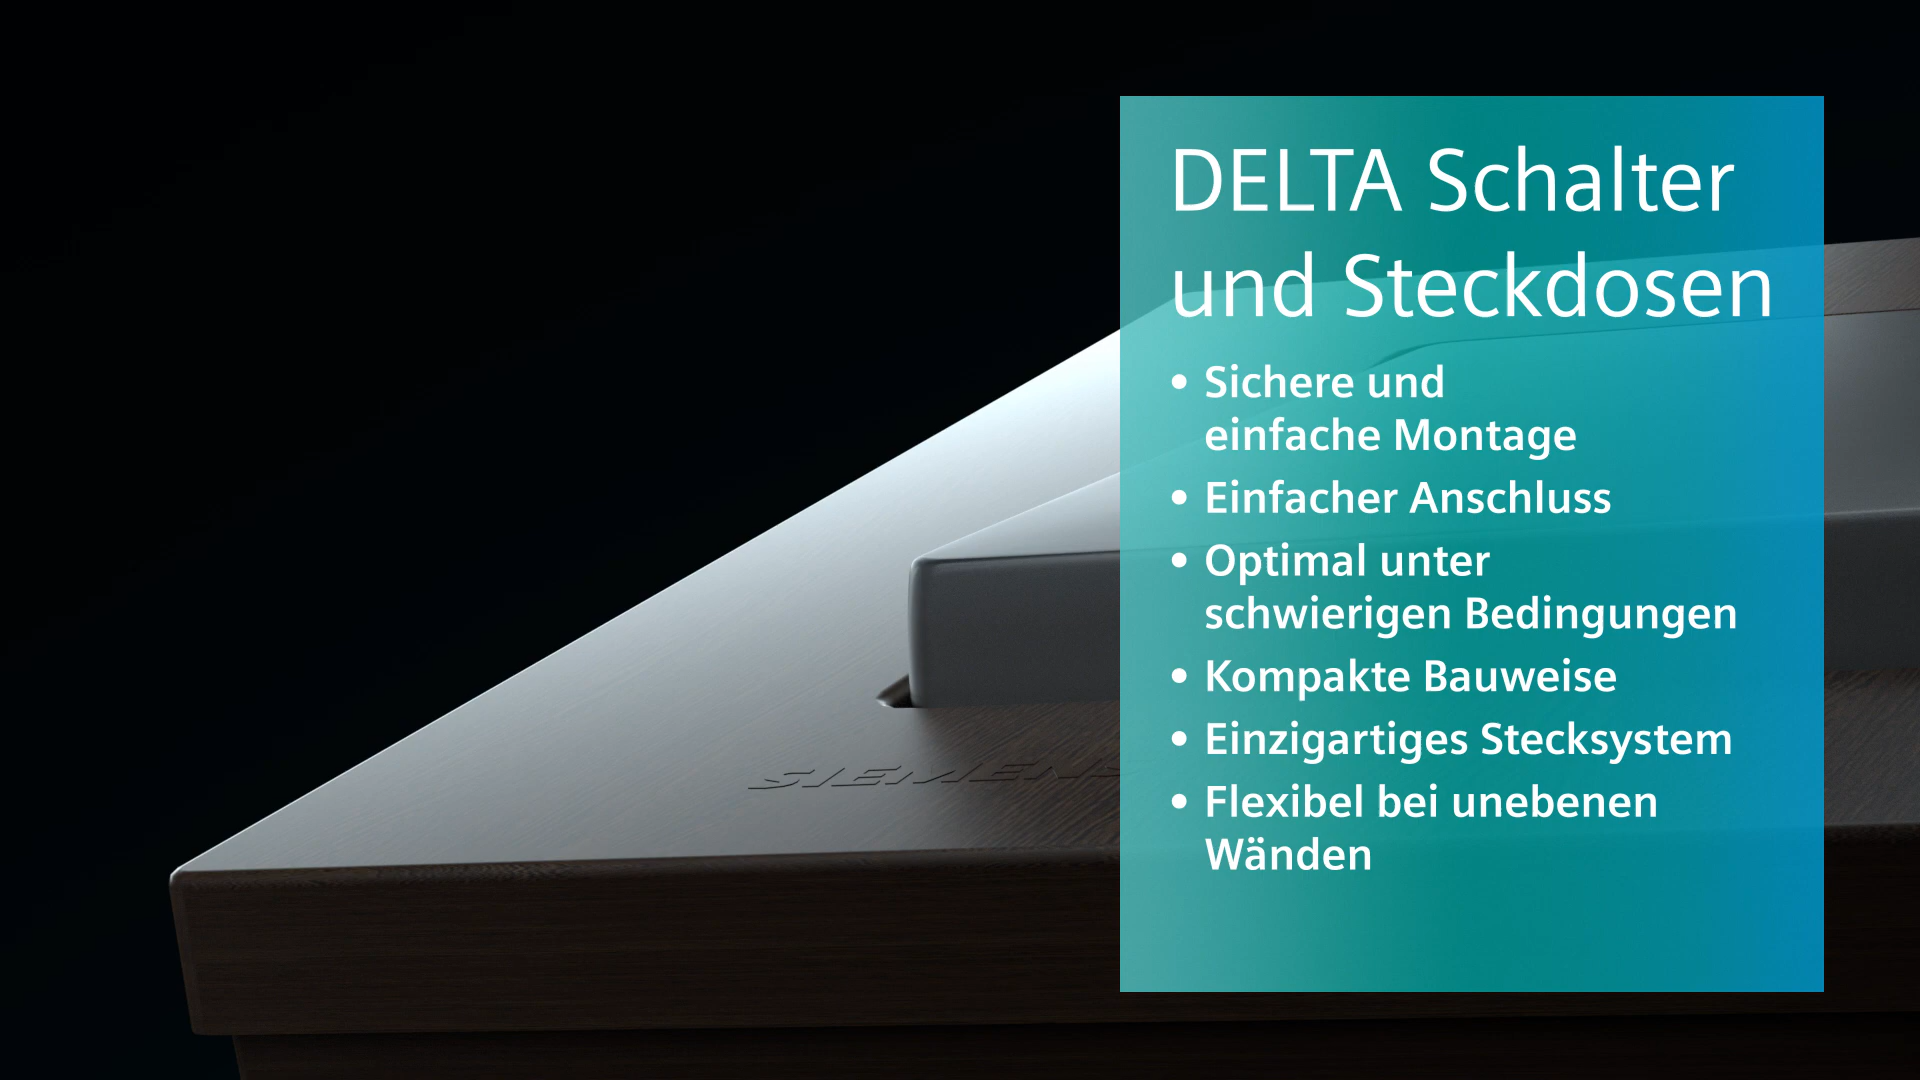 DELTA Schalter
und Steckdosen
• Sichere und
einfache Montage
• Einfacher Anschluss
• Optimal unter
schwierigen Bedingungen
• Kompakte Bauweise
• Einzigartiges Stecksystem
• Flexibel bei unebenen
Wänden
SIEMENS